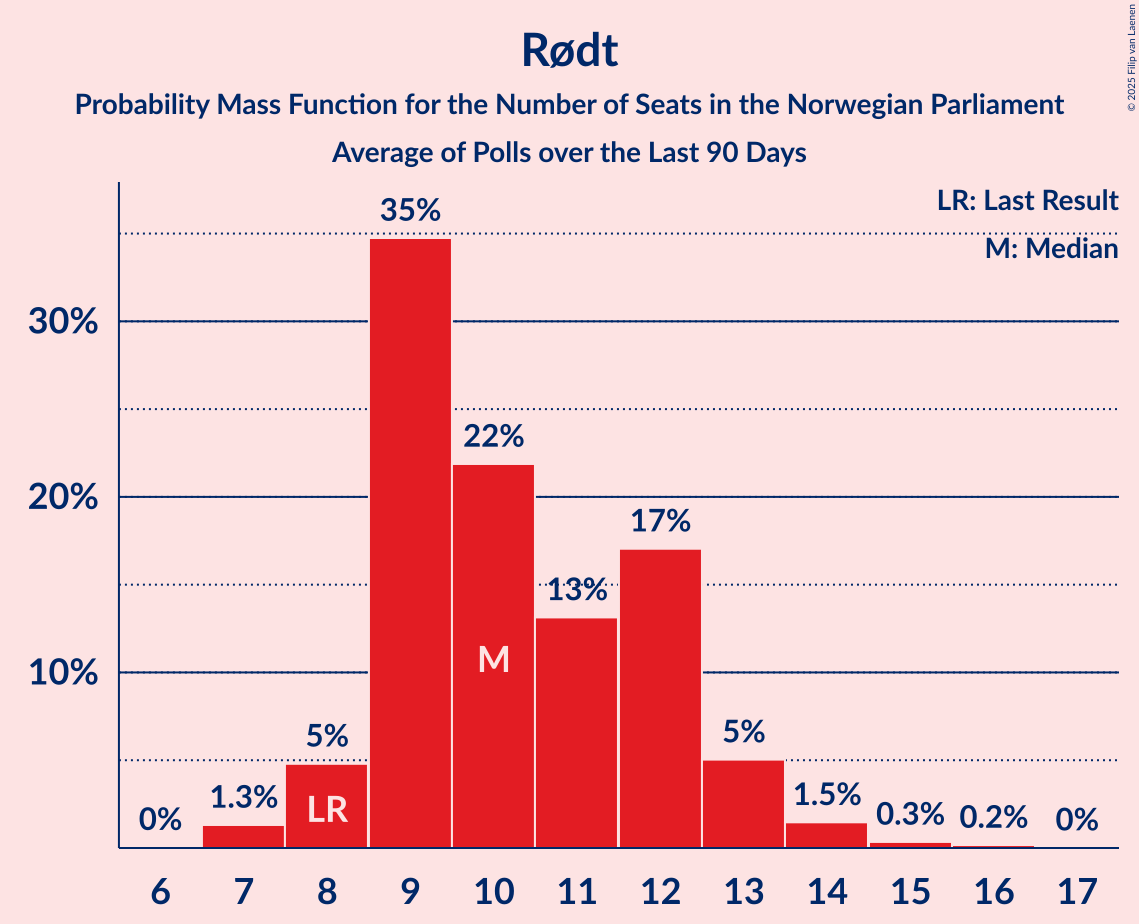 Rødt
Probability Mass Function for the Number of Seats in the Norwegian Parliament
Average of Polls over the Last 90 Days
© 2025 Filip van Laenen
LR: Last Result
M: Median
35%
30%
22%
20%
17%
13%
M
10%
5%
5%
1.3%
LR
1.5%
0%
0.3%
0.2%
0%
6 7 8 9 10 11 12 13 14 15 16 17